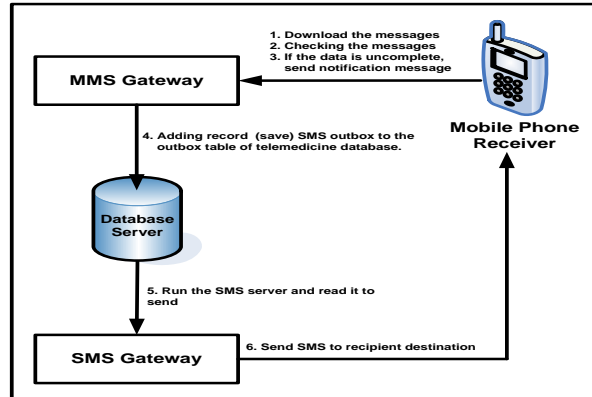 1. Download the messages
2. Checking the messages
3. If the data is uncomplete,
send notification message
MMS Gateway
Mobile Phone
Receiver
4. Adding record (save) SMS outbox to the
outbox table of telemedicine database.
Database
Server
5. Run the SMS server and read it to
send
SMS Gateway
6. Send SMS to recipient destination